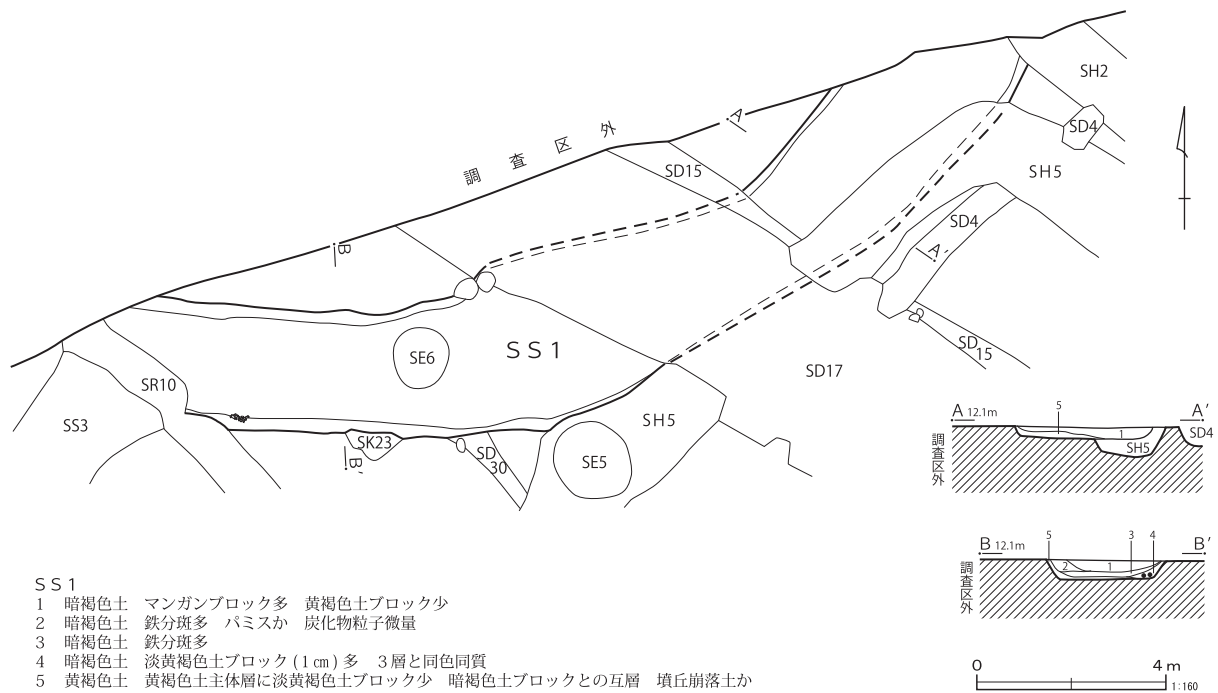 調査区外
A
SH2
SD4
SD15
SH5
B
SD4
A'
SE6
SS1
SD
15
SR10
SD17
SS3
SH5
SK23
B'
SD
30
SE5
A 12.1m
5
A'
1
SH5
SD4
調査区外
B 12.1m
5
3
4
B'
2
1
調査区外
SS1
1 暗褐色土 マンガンブロック多 黄褐色土ブロック少
2 暗褐色土 鉄分斑多 パミスか 炭化物粒子微量
3 暗褐色土 鉄分斑多
4 暗褐色土 淡黄褐色土ブロック(1㎝)多 3層と同色同質
5 黄褐色土 黄褐色土主体層に淡黄褐色土ブロック少 暗褐色土ブロックとの互層 墳丘崩落土か
0 4m
1:160